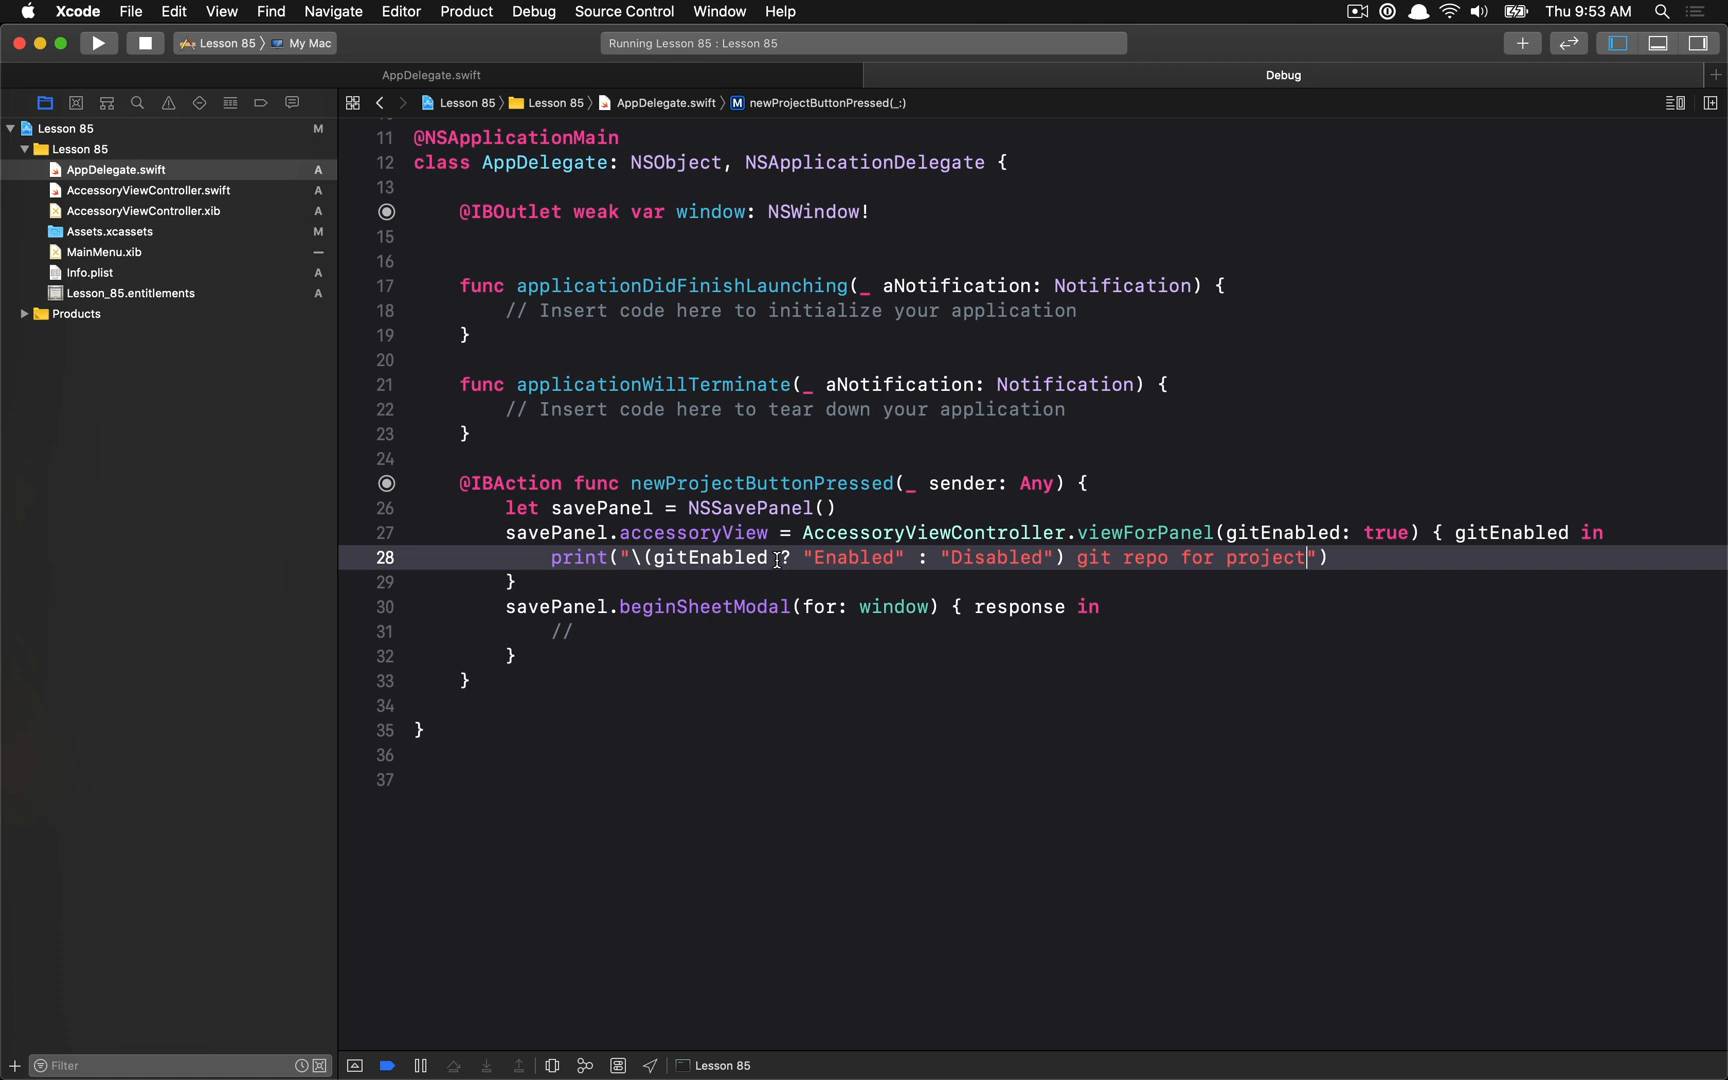 Xcode File Edit View Find Navigate Editor Product Debug Source Control Window Help Thu 9:53 AM
Lesson 85 〉 My Mac Running Lesson 85 : Lesson 85
AppDelegate.swift Debug
Lesson 85 〉 Lesson 85 〉 AppDelegate.swift 〉 M newProjectButtonPressed(_:)
Lesson 85 M
Lesson 85
AppDelegate.swift A
AccessoryViewController.swift A
AccessoryViewController.xib A
Assets.xcassets M
MainMenu.xib —
Info.plist A
Lesson_85.entitlements A
Products
11 @NSApplicationMain
12 class AppDelegate: NSObject, NSApplicationDelegate {
13
@IBOutlet weak var window: NSWindow!
15
16
17 func applicationDidFinishLaunching(_ aNotification: Notification) {
18 // Insert code here to initialize your application
19 }
20
21 func applicationWillTerminate(_ aNotification: Notification) {
22 // Insert code here to tear down your application
23 }
24
@IBAction func newProjectButtonPressed(_ sender: Any) {
26 let savePanel = NSSavePanel()
27 savePanel.accessoryView = AccessoryViewController.viewForPanel(gitEnabled: true) { gitEnabled in
28 print("\(gitEnabled ? "Enabled" : "Disabled") git repo for project")
29 }
30 savePanel.beginSheetModal(for: window) { response in
31 //
32 }
33 }
34
35 }
36
37
Filter Lesson 85